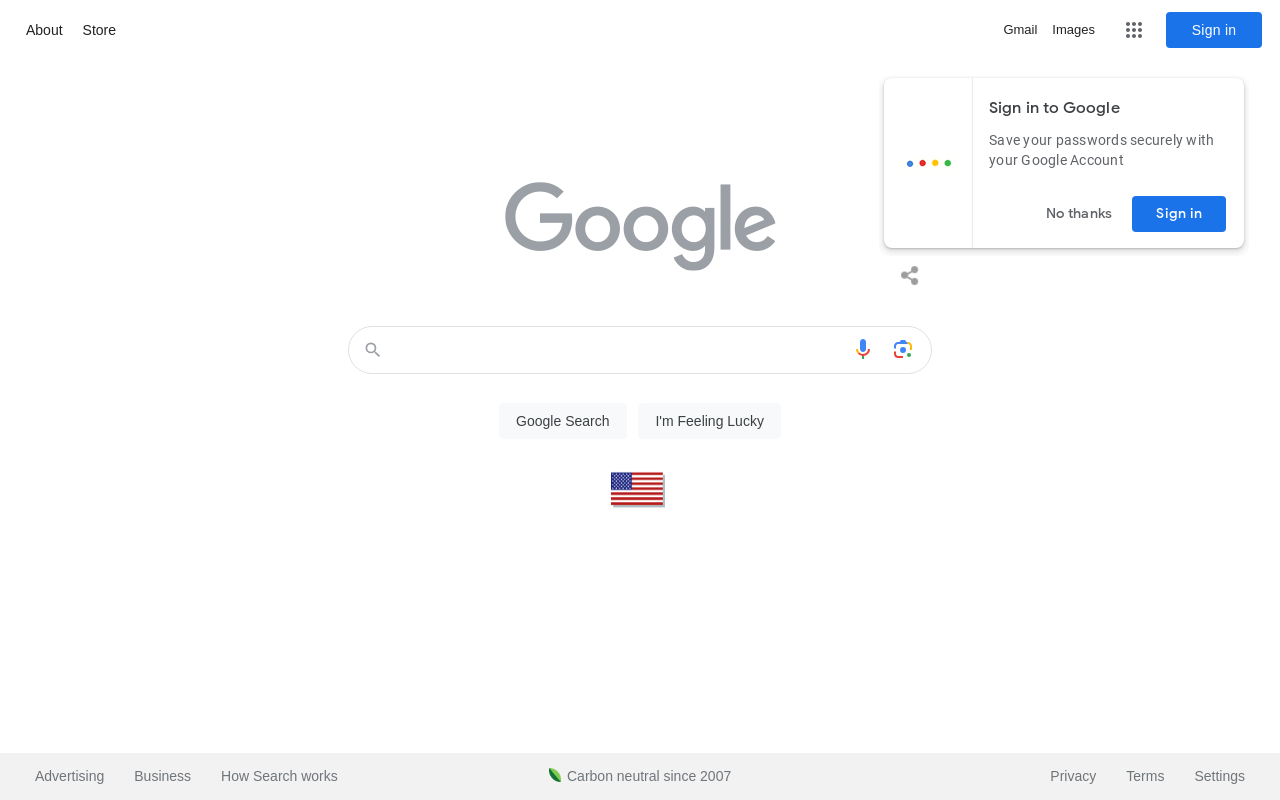 About Store
Gmail Images
Sign in
Sign in to Google
Save your passwords securely with
your Google Account
No thanks Sign in
Google
Google Search I'm Feeling Lucky
Advertising Business How Search works
Carbon neutral since 2007
Privacy Terms Settings